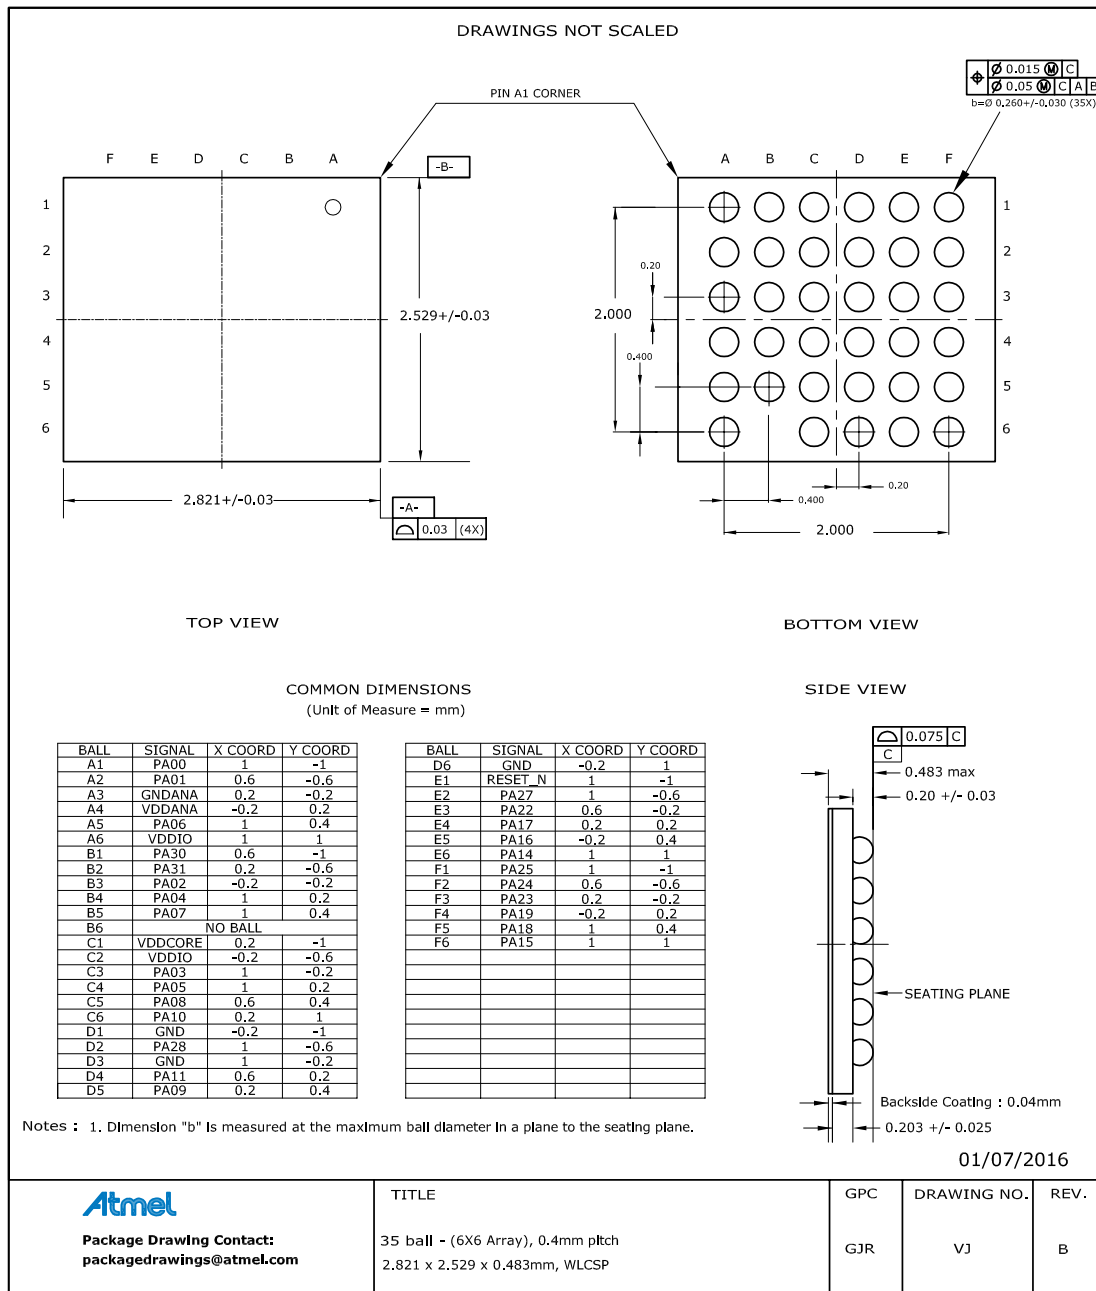 DRAWINGS NOT SCALED
⌖ Ø 0.015 Ⓜ C
Ø 0.05 Ⓜ C A B
b=Ø 0.260+/-0.030 (35X)
PIN A1 CORNER
F E D C B A
-B-
A B C D E F
1
2
3
4
5
6
2.529+/-0.03
2.821+/-0.03
-A-
⌓ 0.03 (4X)
1
2
3
4
5
6
0.20
2.000
0.400
0.20
0.400
2.000
TOP VIEW
BOTTOM VIEW
COMMON DIMENSIONS
(Unit of Measure = mm)
SIDE VIEW
BALL SIGNAL X COORD Y COORD
A1 PA00 1 -1
A2 PA01 0.6 -0.6
A3 GNDANA 0.2 -0.2
A4 VDDANA -0.2 0.2
A5 PA06 1 0.4
A6 VDDIO 1 1
B1 PA30 0.6 -1
B2 PA31 0.2 -0.6
B3 PA02 -0.2 -0.2
B4 PA04 1 0.2
B5 PA07 1 0.4
B6 NO BALL
C1 VDDCORE 0.2 -1
C2 VDDIO -0.2 -0.6
C3 PA03 1 -0.2
C4 PA05 1 0.2
C5 PA08 0.6 0.4
C6 PA10 0.2 1
D1 GND -0.2 -1
D2 PA28 1 -0.6
D3 GND 1 -0.2
D4 PA11 0.6 0.2
D5 PA09 0.2 0.4
BALL SIGNAL X COORD Y COORD
D6 GND -0.2 1
E1 RESET_N 1 -1
E2 PA27 1 -0.6
E3 PA22 0.6 -0.2
E4 PA17 0.2 0.2
E5 PA16 -0.2 0.4
E6 PA14 1 1
F1 PA25 1 -1
F2 PA24 0.6 -0.6
F3 PA23 0.2 -0.2
F4 PA19 -0.2 0.2
F5 PA18 1 0.4
F6 PA15 1 1
⌓ 0.075 C
C
0.483 max
0.20 +/- 0.03
SEATING PLANE
Backside Coating : 0.04mm
0.203 +/- 0.025
Notes : 1. Dimension "b" is measured at the maximum ball diameter in a plane to the seating plane.
01/07/2016
Atmel
Package Drawing Contact:
packagedrawings@atmel.com
TITLE
35 ball - (6X6 Array), 0.4mm pitch
2.821 x 2.529 x 0.483mm, WLCSP
GPC
GJR
DRAWING NO.
VJ
REV.
B